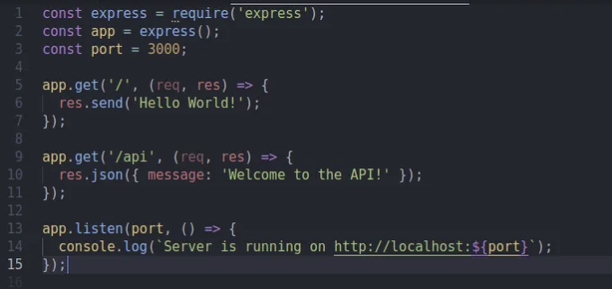 1 const express = require('express');
2 const app = express();
3 const port = 3000;
4
5 app.get('/', (req, res) => {
6   res.send('Hello World!');
7 });
8
9 app.get('/api', (req, res) => {
10   res.json({ message: 'Welcome to the API!' });
11 });
12
13 app.listen(port, () => {
14   console.log(`Server is running on http://localhost:${port}`);
15 });
16